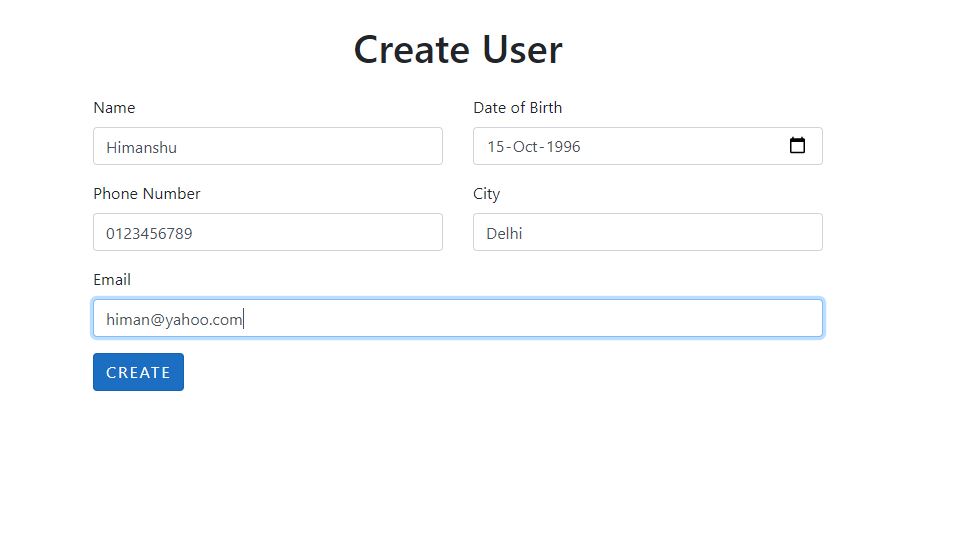 Create User
Name
Date of Birth
Himanshu
15-Oct-1996
Phone Number
City
0123456789
Delhi
Email
himan@yahoo.com
CREATE